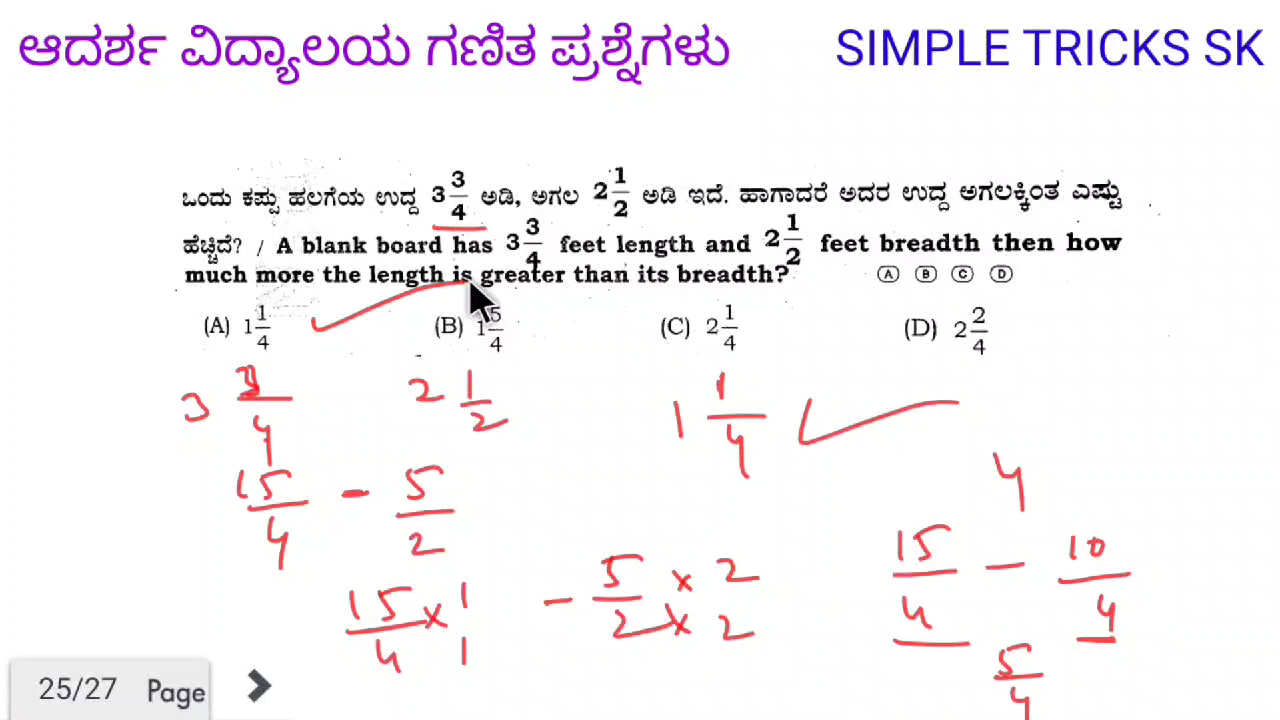 ಆದರ್ಶ ವಿದ್ಯಾಲಯ ಗಣಿತ ಪ್ರಶ್ನೆಗಳು SIMPLE TRICKS SK
ಒಂದು ಕಪ್ಪು ಹಲಗೆಯ ಉದ್ದ 3 3/4 ಅಡಿ, ಅಗಲ 2 1/2 ಅಡಿ ಇದೆ. ಹಾಗಾದರೆ ಅದರ ಉದ್ದ ಅಗಲಕ್ಕಿಂತ ಎಷ್ಟು
ಹೆಚ್ಚಿದೆ? / A blank board has 3 3/4 feet length and 2 1/2 feet breadth then how
much more the length is greater than its breadth? Ⓐ Ⓑ Ⓒ Ⓓ
(A) 1 1/4 (B) 1 5/4 (C) 2 1/4 (D) 2 2/4
3 3/4 2 1/2 1 1/4
4
15/4 - 5/2
15/4 × 1/1 - 5/2 × 2/2 15/4 - 10/4
5/4
25/27 Page